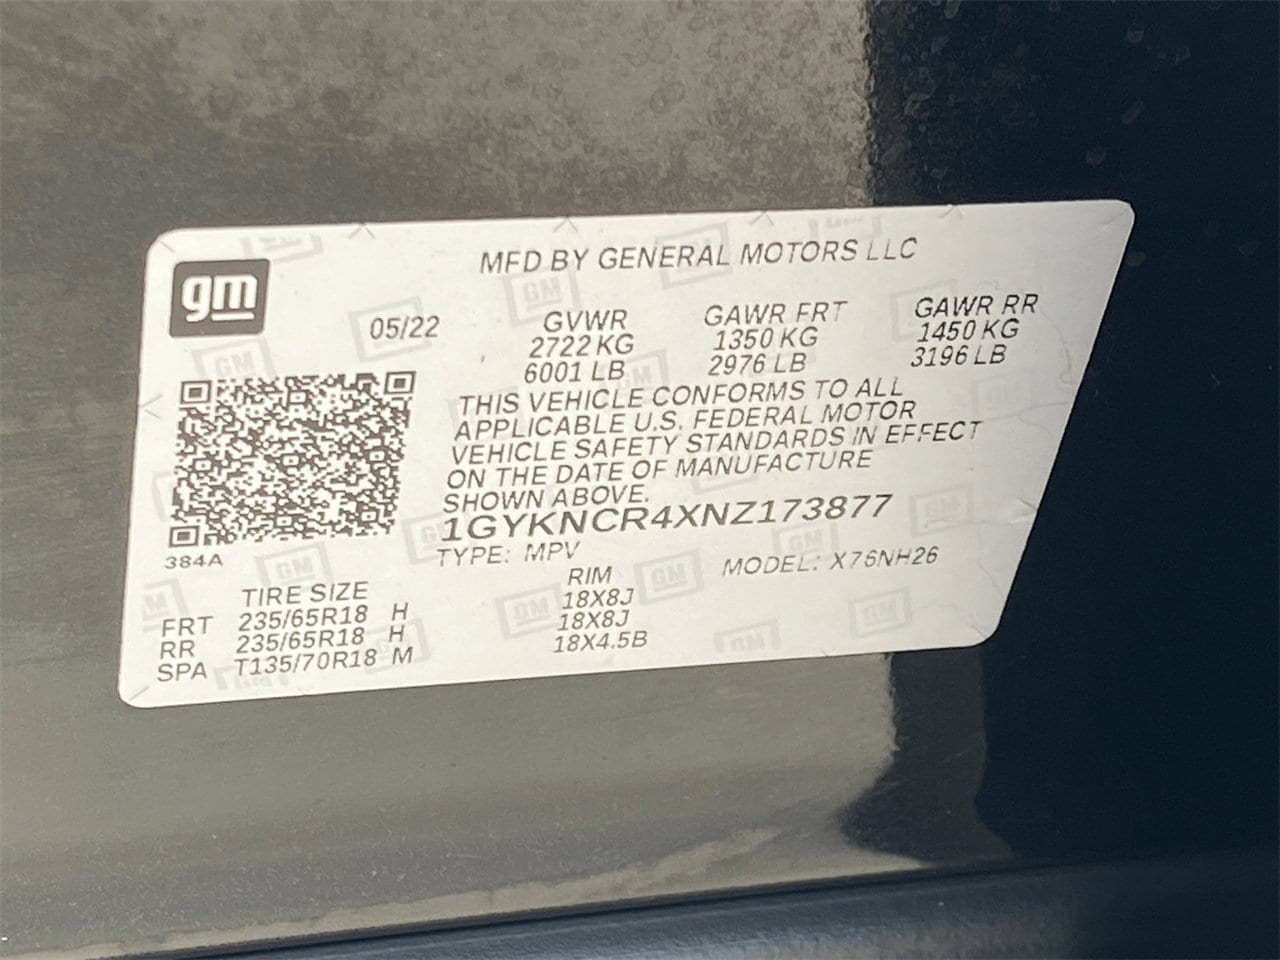 gm
MFD BY GENERAL MOTORS LLC
05/22
GVWR GAWR FRT GAWR RR
2722 KG 1350 KG 1450 KG
6001 LB 2976 LB 3196 LB
THIS VEHICLE CONFORMS TO ALL
APPLICABLE U.S. FEDERAL MOTOR
VEHICLE SAFETY STANDARDS IN EFFECT
ON THE DATE OF MANUFACTURE
SHOWN ABOVE.
1GYKNCR4XNZ173877
384A
TYPE: MPV MODEL: X76NH26
TIRE SIZE RIM
FRT 235/65R18 H 18X8J
RR 235/65R18 H 18X8J
SPA T135/70R18 M 18X4.5B